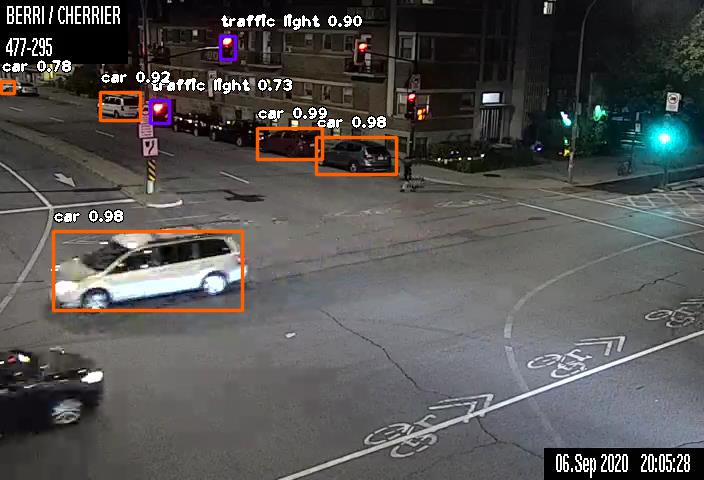 BERRI / CHERRIER
477-295
traffic light 0.90
car 0.78
car 0.92
traffic light 0.73
car 0.99
car 0.98
car 0.98
06.Sep 2020 20:05:28